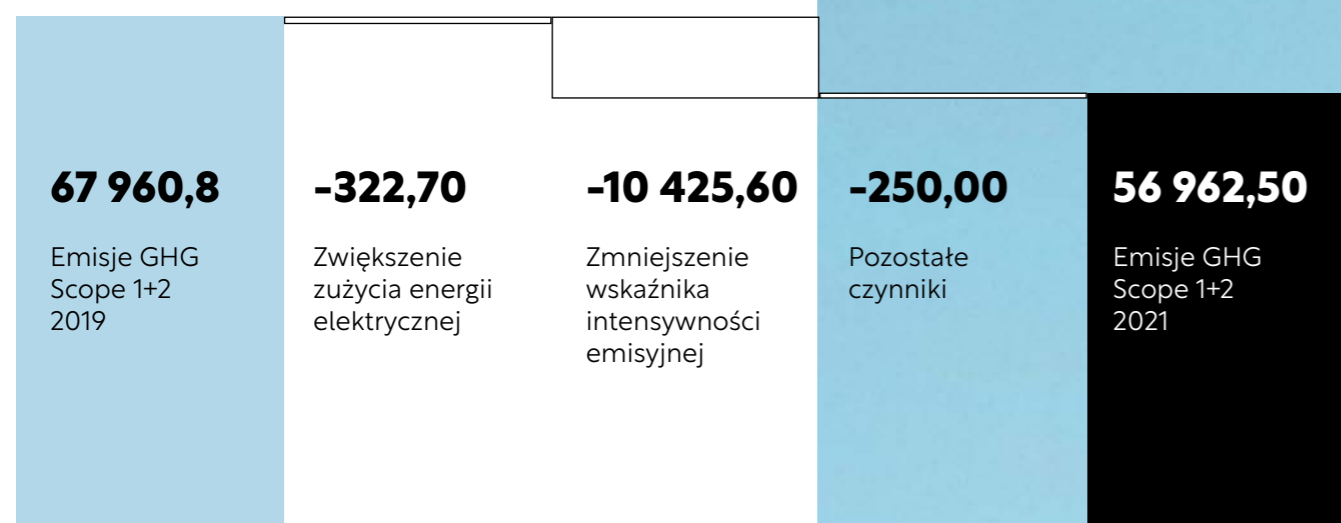 67 960,8
Emisje GHG
Scope 1+2
2019
-322,70
Zwiększenie
zużycia energii
elektrycznej
-10 425,60
Zmniejszenie
wskaźnika
intensywności
emisyjnej
-250,00
Pozostałe
czynniki
56 962,50
Emisje GHG
Scope 1+2
2021